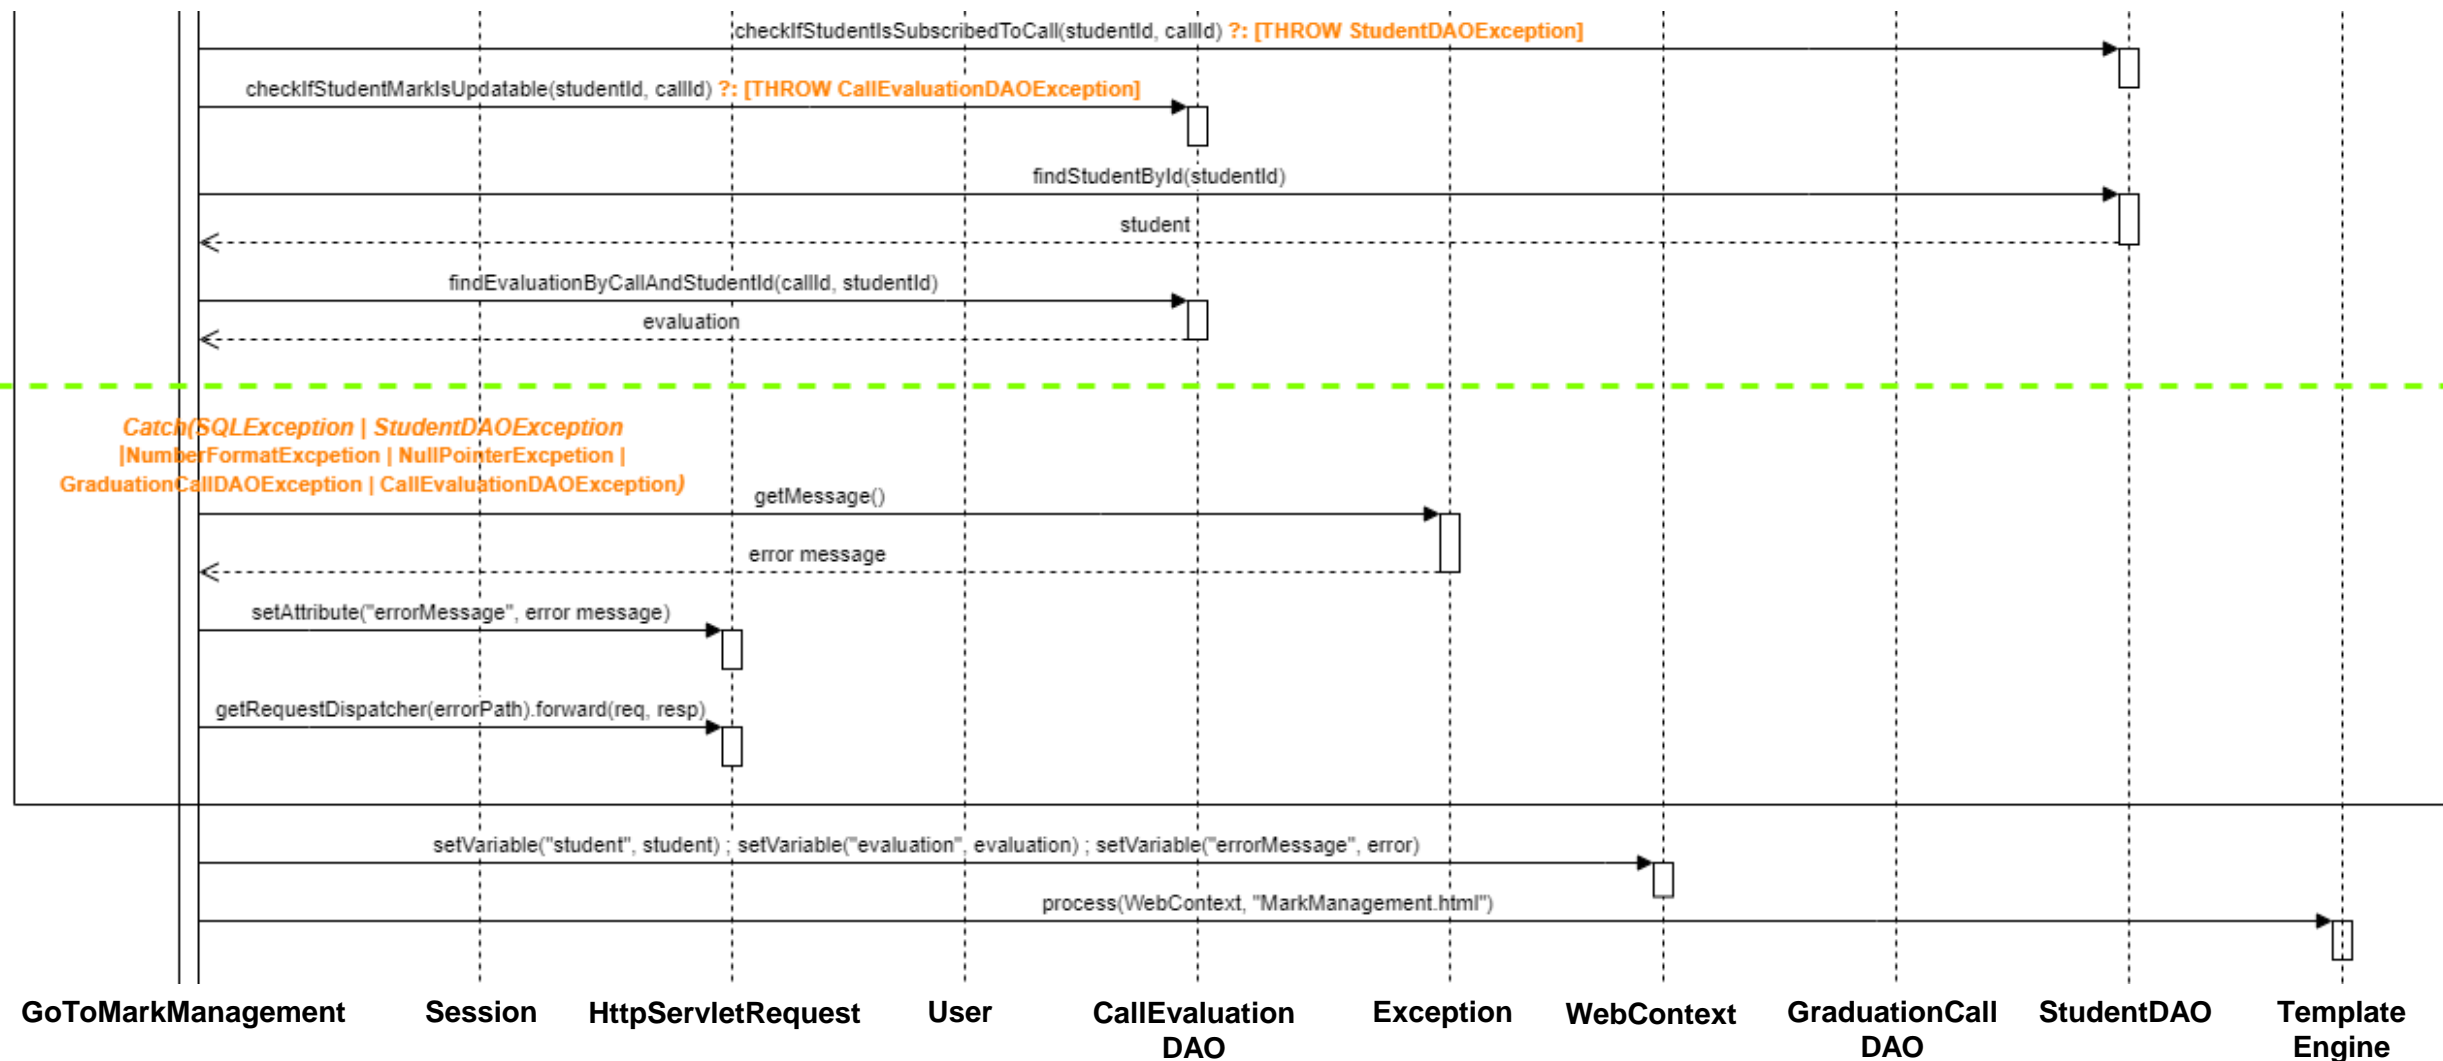 checkIfStudentIsSubscribedToCall(studentId, callId) ?: [THROW StudentDAOException]
checkIfStudentMarkIsUpdatable(studentId, callId) ?: [THROW CallEvaluationDAOException]
findStudentById(studentId)
student
findEvaluationByCallAndStudentId(callId, studentId)
evaluation
Catch(SQLException | StudentDAOException
|NumberFormatExcpetion | NullPointerExcpetion |
GraduationCallDAOException | CallEvaluationDAOException)
getMessage()
error message
setAttribute("errorMessage", error message)
getRequestDispatcher(errorPath).forward(req, resp)
setVariable("student", student) ; setVariable("evaluation", evaluation) ; setVariable("errorMessage", error)
process(WebContext, "MarkManagement.html")
GoToMarkManagement
Session
HttpServletRequest
User
CallEvaluation
DAO
Exception
WebContext
GraduationCall
DAO
StudentDAO
Template
Engine